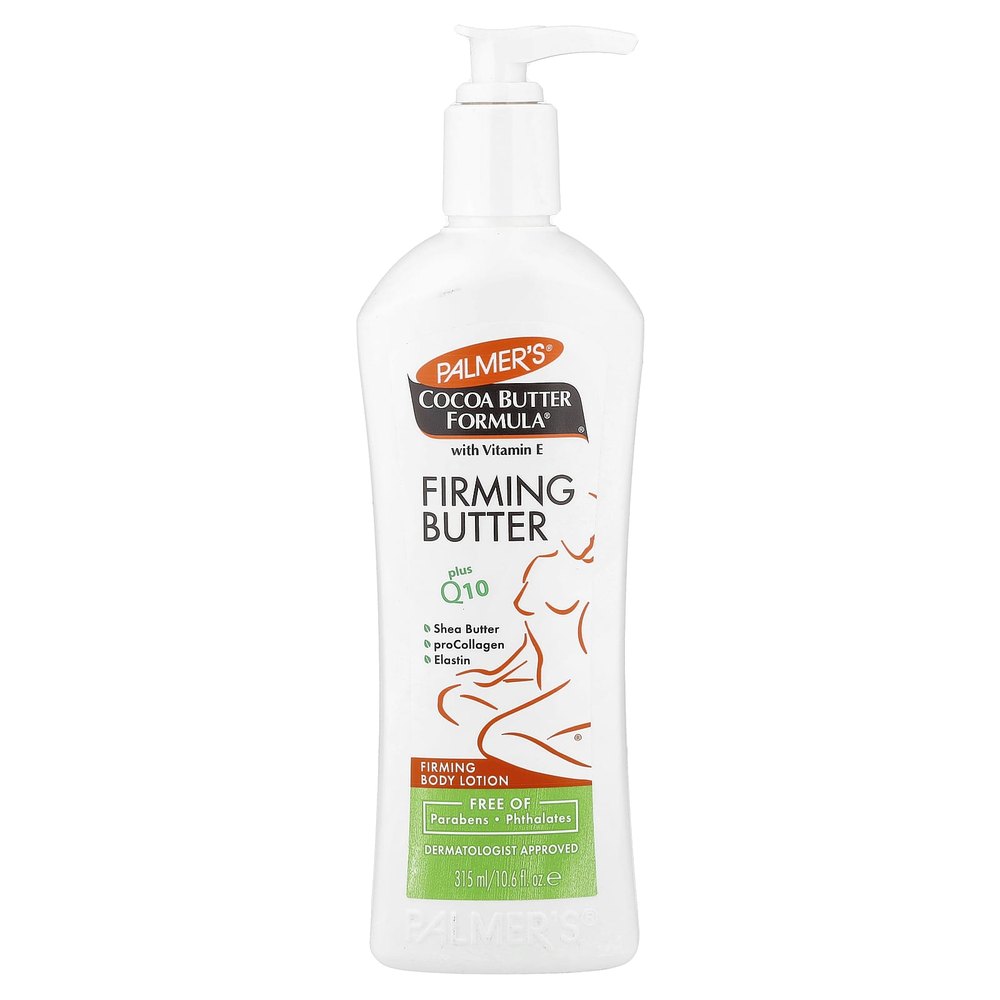 PALMER'S®
COCOA BUTTER
FORMULA®
®
with Vitamin E
FIRMING
BUTTER
plus
Q10
Shea Butter
proCollagen
Elastin
®
FIRMING
BODY LOTION
FREE OF
Parabens • Phthalates
DERMATOLOGIST APPROVED
315 ml/10.6 fl. oz. ℮
PALMER'S®